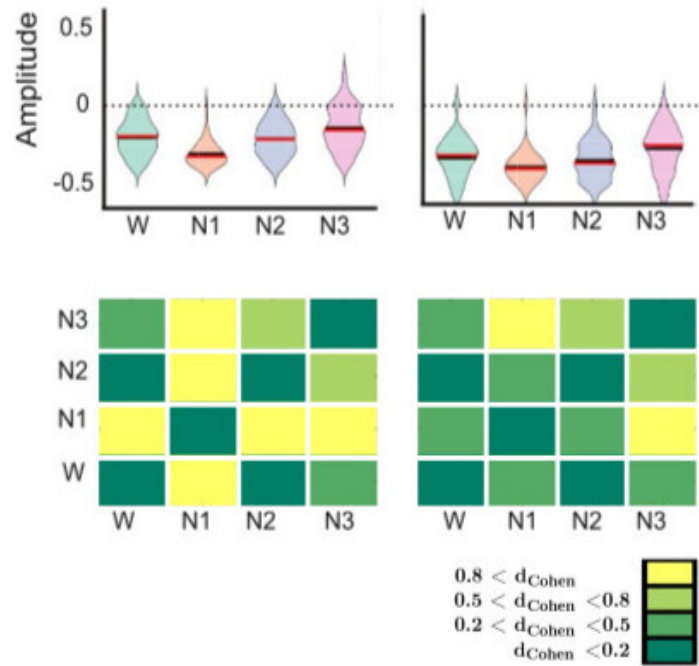 Amplitude
0.5
0
-0.5
W N1 N2 N3
W N1 N2 N3
N3
N2
N1
W
W N1 N2 N3
W N1 N2 N3
0.8 < dCohen
0.5 < dCohen <0.8
0.2 < dCohen <0.5
dCohen <0.2